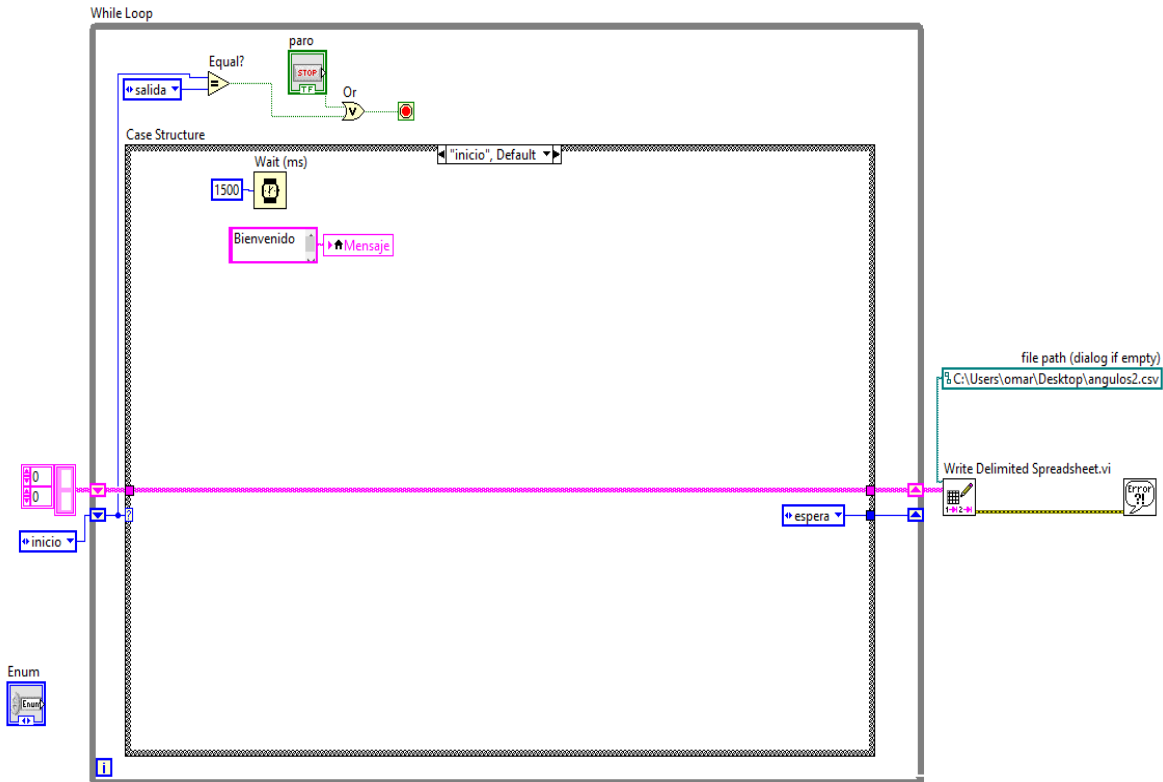 While Loop
paro
STOP
TF
Equal?
salida
Or
Case Structure
"inicio", Default
Wait (ms)
1500
Bienvenido
Mensaje
file path (dialog if empty)
C:\Users\omar\Desktop\angulos2.csv
Write Delimited Spreadsheet.vi
Error
?!
0
0
espera
inicio
Enum
Enum
i